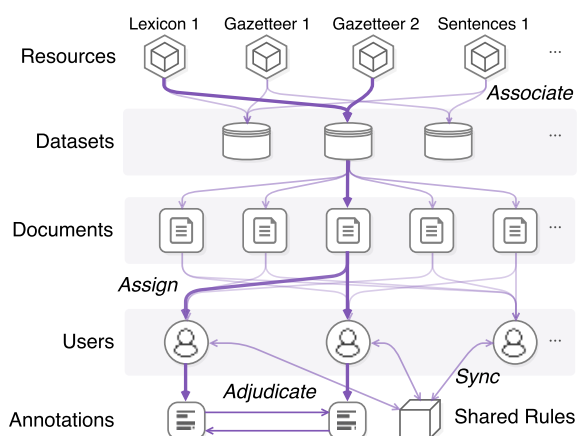 Lexicon 1 Gazetteer 1 Gazetteer 2 Sentences 1
Resources ...
Associate
Datasets ...
Documents ...
Assign
Users ...
Sync
Adjudicate
Annotations Shared Rules